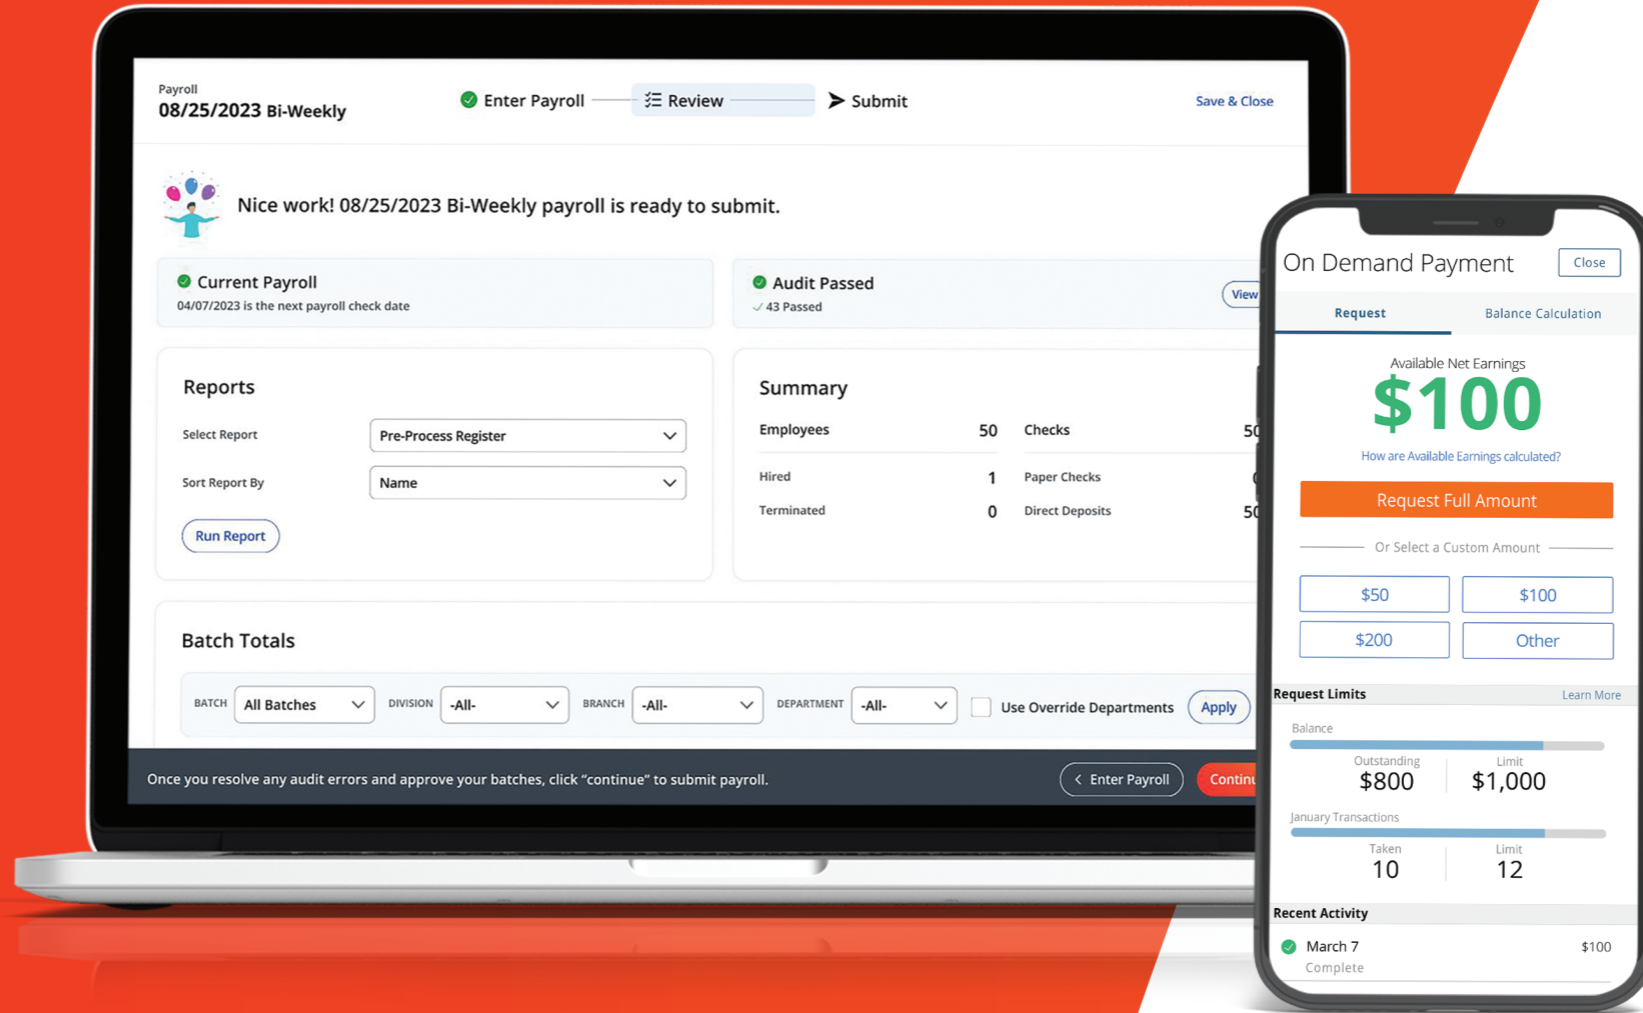 Payroll
08/25/2023 Bi-Weekly
Enter Payroll
Review
Submit
Save & Close
Nice work! 08/25/2023 Bi-Weekly payroll is ready to submit.
Current Payroll
04/07/2023 is the next payroll check date
Audit Passed
43 Passed
View
Reports
Select Report
Pre-Process Register
Sort Report By
Name
Run Report
Summary
Employees 50 Checks 50
Hired 1 Paper Checks
Terminated 0 Direct Deposits 50
Batch Totals
BATCH All Batches DIVISION -All- BRANCH -All- DEPARTMENT -All- Use Override Departments Apply
Once you resolve any audit errors and approve your batches, click “continue” to submit payroll.
Enter Payroll
Continu
On Demand Payment
Close
Request
Balance Calculation
Available Net Earnings
$100
How are Available Earnings calculated?
Request Full Amount
Or Select a Custom Amount
$50 $100
$200 Other
Request Limits Learn More
Balance
Outstanding Limit
$800 $1,000
January Transactions
Taken Limit
10 12
Recent Activity
March 7 $100
Complete